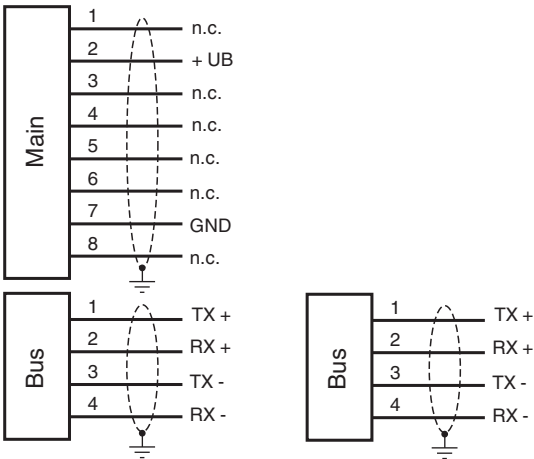 Main
1 n.c.
2 + UB
3 n.c.
4 n.c.
5 n.c.
6 n.c.
7 GND
8 n.c.
Bus
1 TX +
2 RX +
3 TX -
4 RX -
Bus
1 TX +
2 RX +
3 TX -
4 RX -